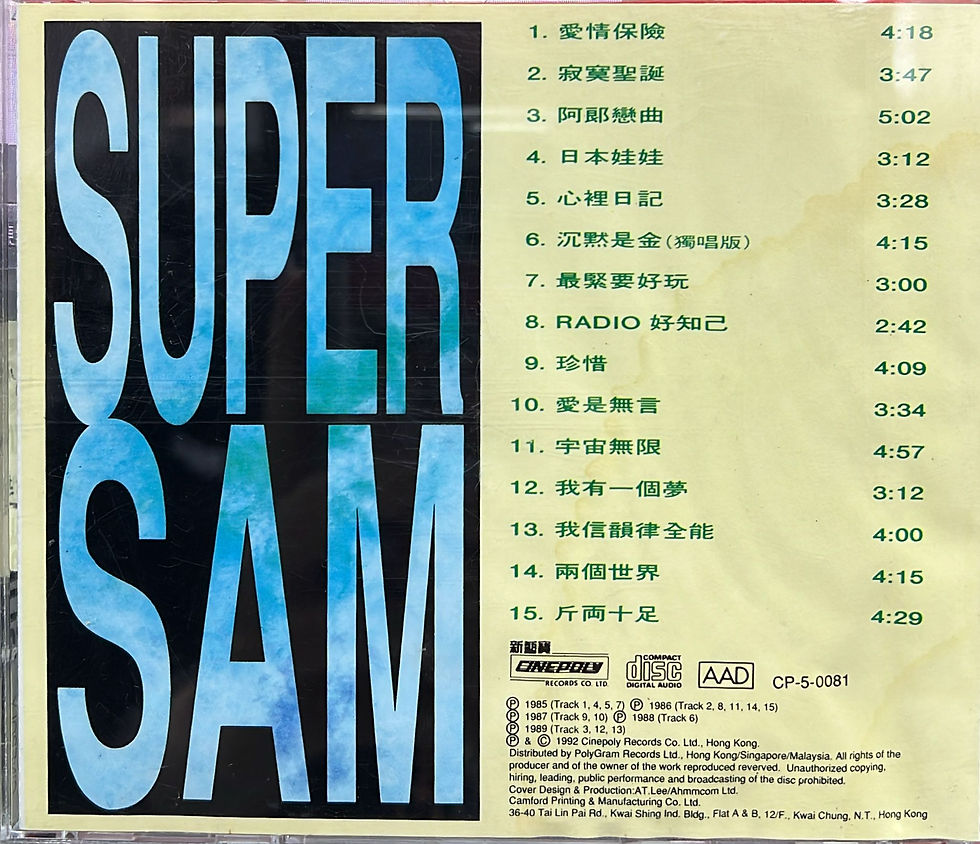 SUPER
SAM
1. 愛情保險 4:18
2. 寂寞聖誕 3:47
3. 阿郎戀曲 5:02
4. 日本娃娃 3:12
5. 心裡日記 3:28
6. 沉默是金(獨唱版) 4:15
7. 最緊要好玩 3:00
8. RADIO 好知己 2:42
9. 珍惜 4:09
10. 愛是無言 3:34
11. 宇宙無限 4:57
12. 我有一個夢 3:12
13. 我信韻律全能 4:00
14. 兩個世界 4:15
15. 斤両十足 4:29
新藝寶
CINEPOLY
RECORDS CO. LTD.
COMPACT
disc
DIGITAL AUDIO
AAD
CP-5-0081
Ⓟ 1985 (Track 1, 4, 5, 7) Ⓟ 1986 (Track 2, 8, 11, 14, 15)
Ⓟ 1987 (Track 9, 10) Ⓟ 1988 (Track 6)
Ⓟ 1989 (Track 3, 12, 13)
Ⓟ & © 1992 Cinepoly Records Co. Ltd., Hong Kong.
Distributed by PolyGram Records Ltd., Hong Kong/Singapore/Malaysia. All rights of the
producer and of the owner of the work reproduced reverved. Unauthorized copying,
hiring, leading, public performance and broadcasting of the disc prohibited.
Cover Design & Production:AT.Lee/Ahmmcom Ltd.
Camford Printing & Manufacturing Co. Ltd.
36-40 Tai Lin Pai Rd., Kwai Shing Ind. Bldg., Flat A & B, 12/F., Kwai Chung, N.T., Hong Kong